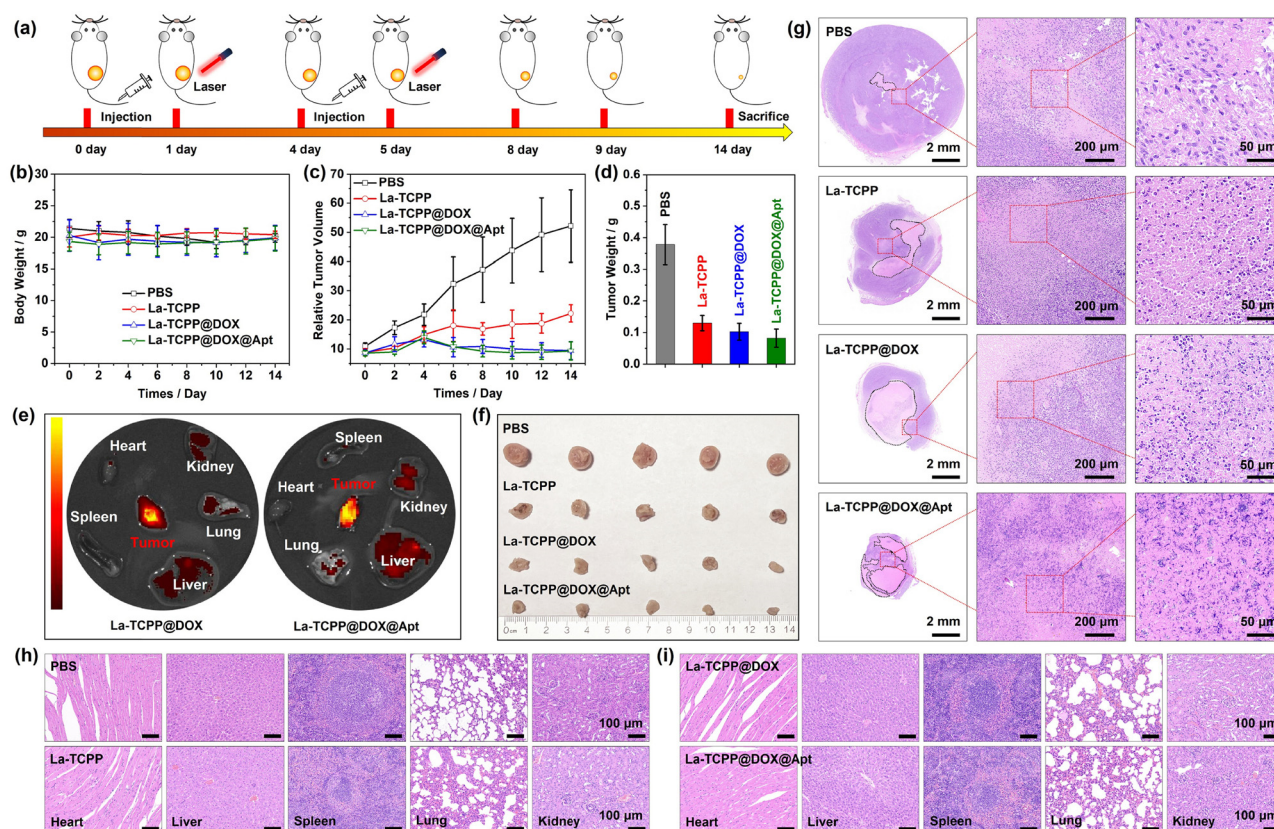 (a)
Laser
Laser
Injection
Injection
Sacrifice
0 day
1 day
4 day
5 day
8 day
9 day
14 day
(b)
30
25
20
15
10
5
0
Body Weight / g
PBS
La-TCPP
La-TCPP@DOX
La-TCPP@DOX@Apt
0 2 4 6 8 10 12 14
Times / Day
(c)
70
60
50
40
30
20
10
Relative Tumor Volume
PBS
La-TCPP
La-TCPP@DOX
La-TCPP@DOX@Apt
0 2 4 6 8 10 12 14
Times / Day
(d)
0.6
0.5
0.4
0.3
0.2
0.1
0.0
Tumor Weight / g
PBS
La-TCPP
La-TCPP@DOX
La-TCPP@DOX@Apt
(e)
Heart
Kidney
Spleen
Tumor
Lung
Liver
La-TCPP@DOX
Spleen
Heart
Tumor
Kidney
Lung
Liver
La-TCPP@DOX@Apt
(f)
PBS
La-TCPP
La-TCPP@DOX
La-TCPP@DOX@Apt
0cm 1 2 3 4 5 6 7 8 9 10 11 12 13 14
(g)
PBS
2 mm
200 μm
50 μm
La-TCPP
2 mm
200 μm
50 μm
La-TCPP@DOX
2 mm
200 μm
50 μm
La-TCPP@DOX@Apt
2 mm
200 μm
50 μm
(h)
PBS
100 μm
La-TCPP
Heart
Liver
Spleen
Lung
Kidney
100 μm
(i)
La-TCPP@DOX
100 μm
La-TCPP@DOX@Apt
Heart
Liver
Spleen
Lung
Kidney
100 μm